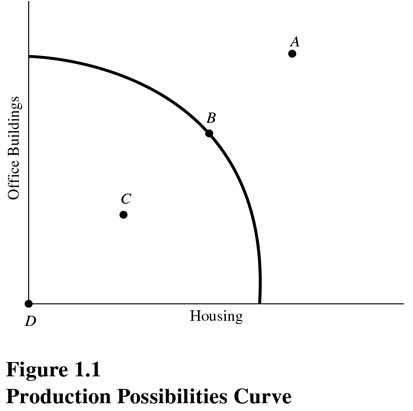 A
B
Office Buildings
C
D
Housing
Figure 1.1
Production Possibilities Curve